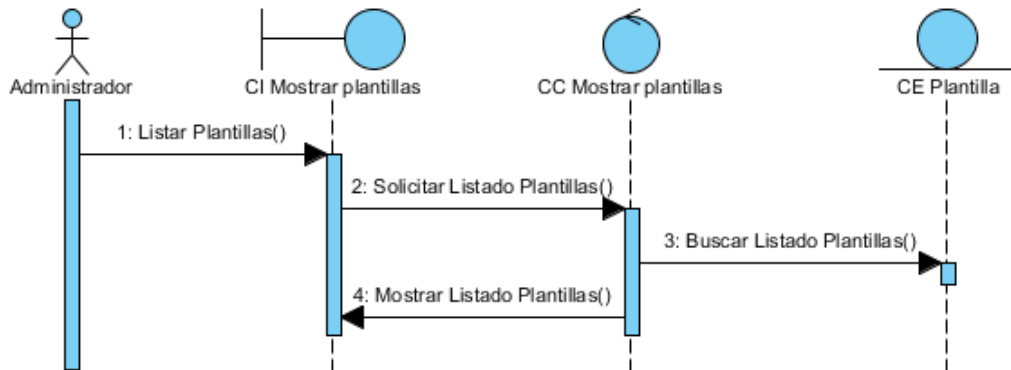 Administrador
CI Mostrar plantillas
CC Mostrar plantillas
CE Plantilla
1: Listar Plantillas()
2: Solicitar Listado Plantillas()
3: Buscar Listado Plantillas()
4: Mostrar Listado Plantillas()